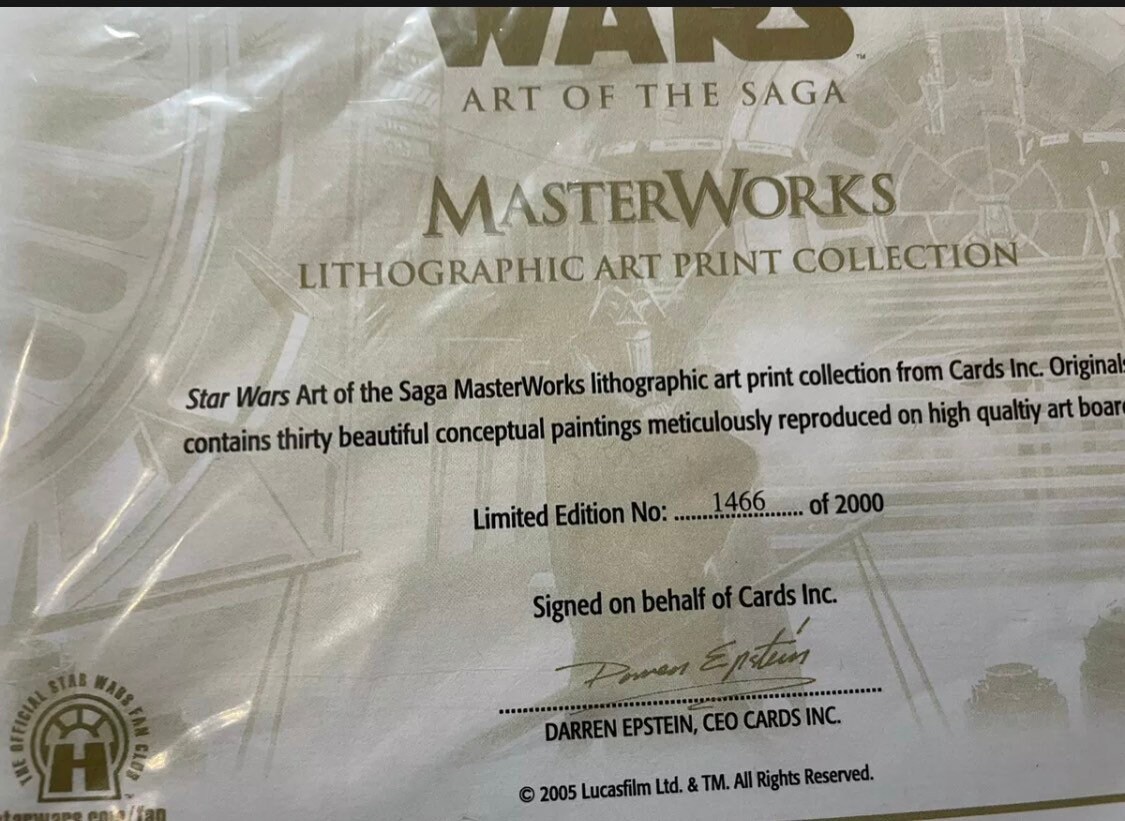 WARS
™
ART OF THE SAGA
MASTERWORKS
LITHOGRAPHIC ART PRINT COLLECTION
Star Wars Art of the Saga MasterWorks lithographic art print collection from Cards Inc. Originals
contains thirty beautiful conceptual paintings meticulously reproduced on high qualtiy art boar
Limited Edition No: ........1466....... of 2000
Signed on behalf of Cards Inc.
Darren Epstein
DARREN EPSTEIN, CEO CARDS INC.
© 2005 Lucasfilm Ltd. & TM. All Rights Reserved.
THE OFFICIAL STAR WARS FAN CLUB
H